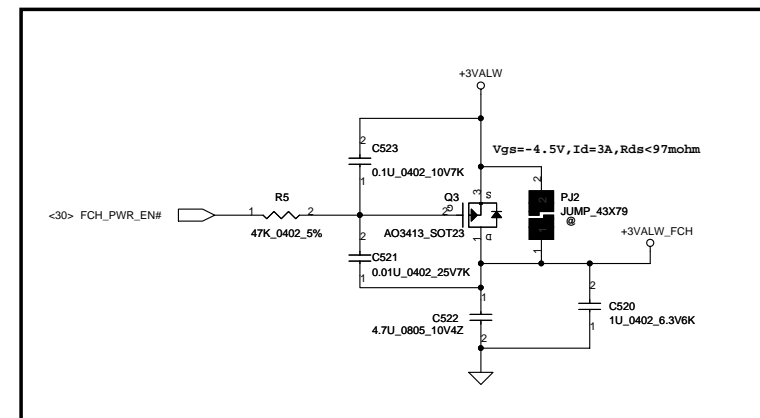 +3VALW
2
C523
0.1U_0402_10V7K
1
Vgs=-4.5V,Id=3A,Rds<97mohm
<30> FCH_PWR_EN#
1
R5
2
47K_0402_5%
Q3
2
G
3
S
AO3413_SOT23
1
D
2
2
PJ2
JUMP_43X79
@
1
1
+3VALW_FCH
2
C521
0.01U_0402_25V7K
1
1
C522
4.7U_0805_10V4Z
2
2
C520
1U_0402_6.3V6K
1